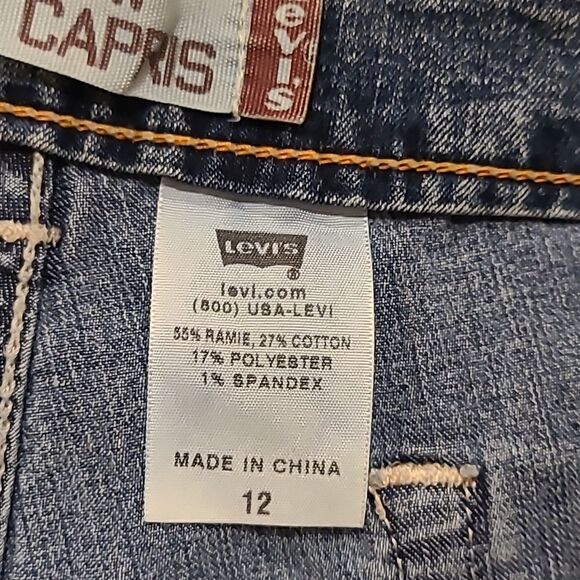 CAPRIS
Levi's
LEVI'S
®
levi.com
(800) USA-LEVI
55% RAMIE, 27% COTTON
17% POLYESTER
1% SPANDEX
MADE IN CHINA
12